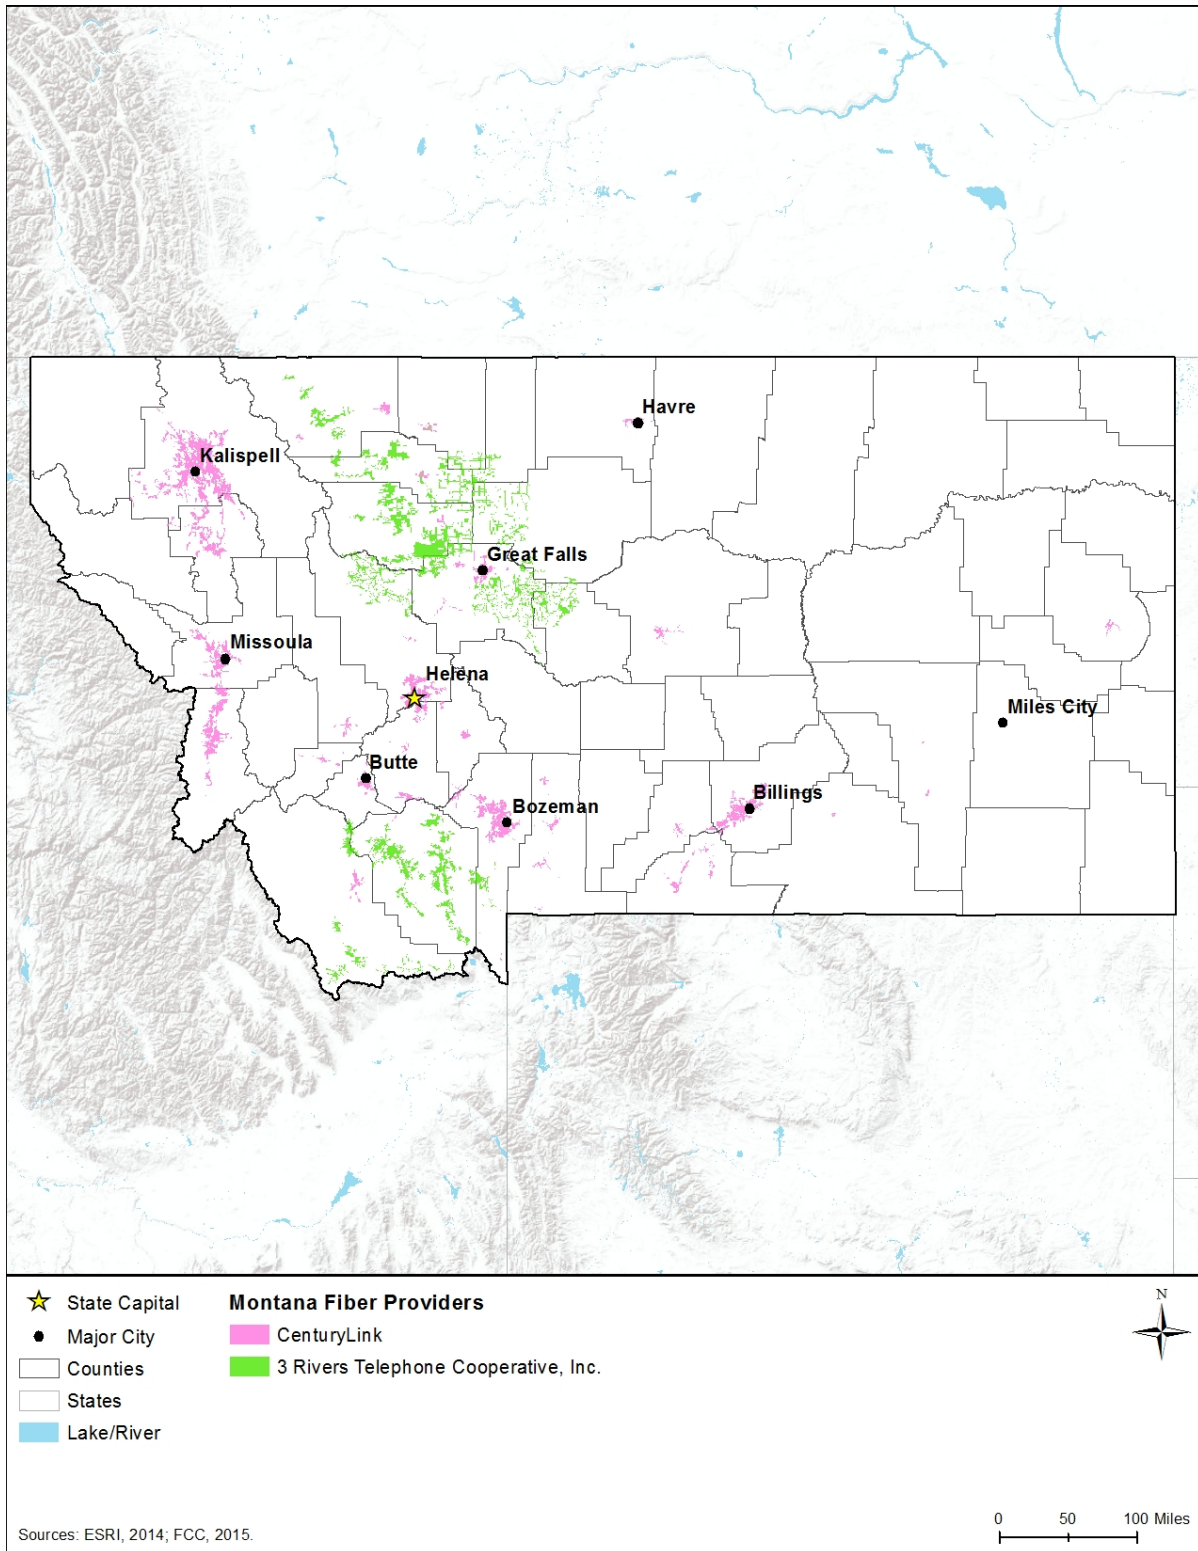 Havre
Kalispell
Great Falls
Missoula
Helena
Miles City
Butte
Billings
Bozeman
State Capital
Major City
Counties
States
Lake/River
Montana Fiber Providers
CenturyLink
3 Rivers Telephone Cooperative, Inc.
N
Sources: ESRI, 2014; FCC, 2015.
0 50 100 Miles